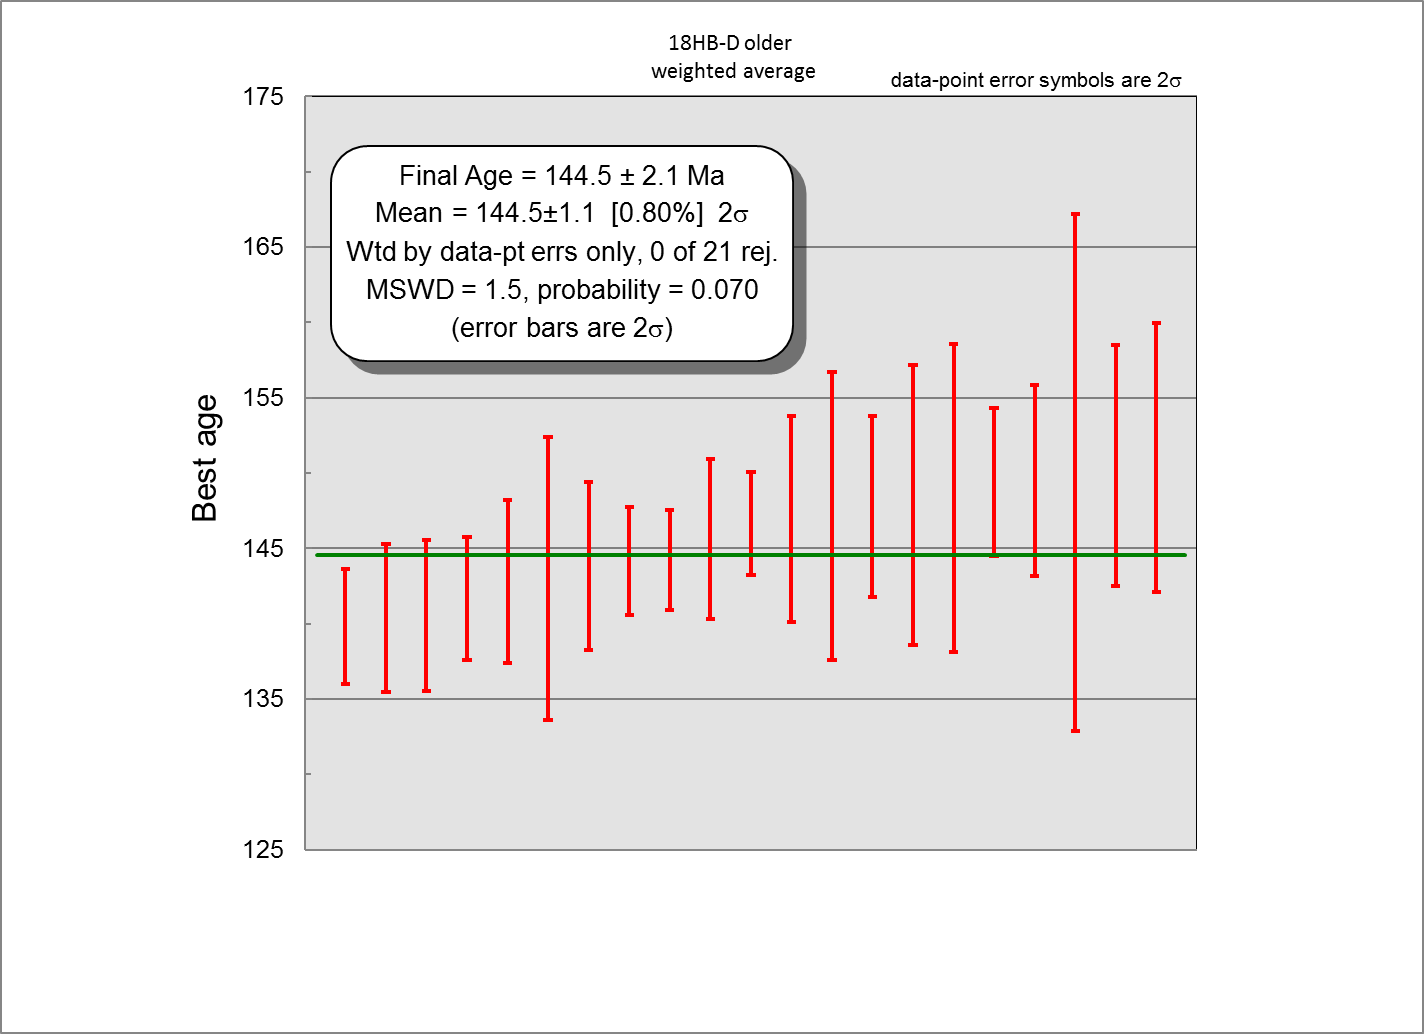 18HB-D older
weighted average
data-point error symbols are 2σ
175
165
155
145
135
125
Best age
Final Age = 144.5 ± 2.1 Ma
Mean = 144.5±1.1 [0.80%] 2σ
Wtd by data-pt errs only, 0 of 21 rej.
MSWD = 1.5, probability = 0.070
(error bars are 2σ)